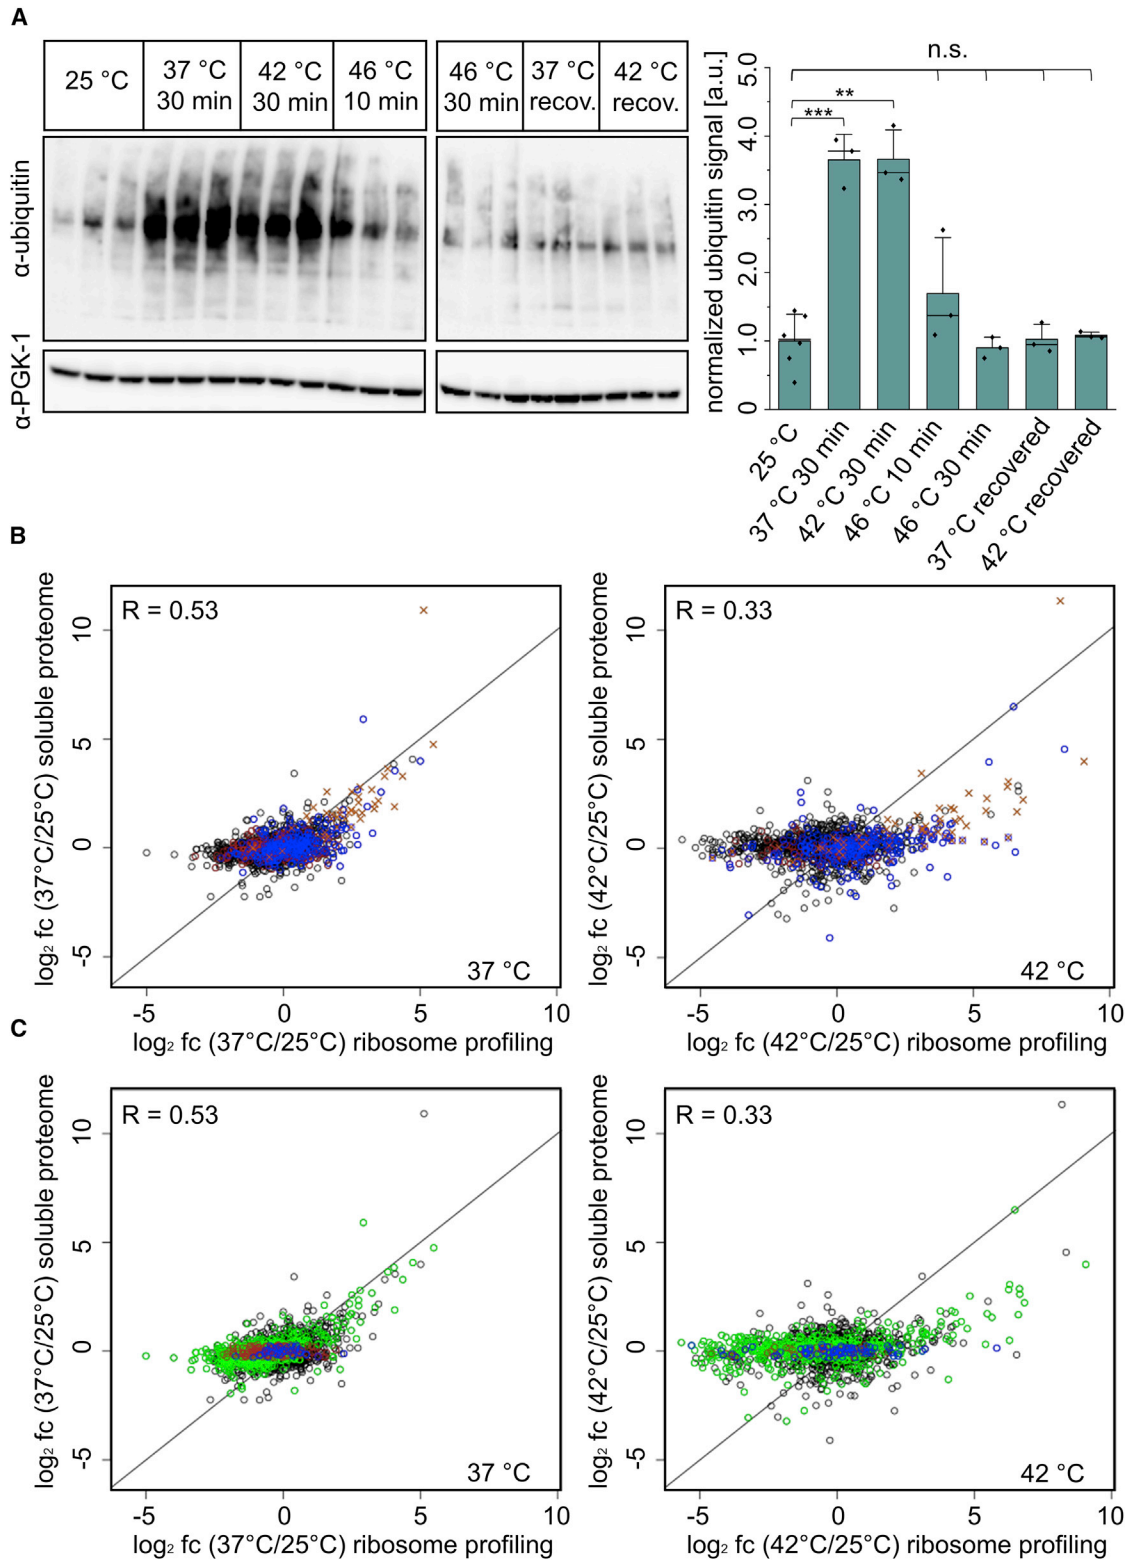 A
25 °C
37 °C
30 min
42 °C
30 min
46 °C
10 min
46 °C
30 min
37 °C
recov.
42 °C
recov.
α-ubiquitin
α-PGK-1
normalized ubiquitin signal [a.u.]
5.0
4.0
3.0
2.0
1.0
0
n.s.
**
***
25 °C
37 °C 30 min
42 °C 30 min
46 °C 10 min
46 °C 30 min
37 °C recovered
42 °C recovered
B
log₂ fc (37°C/25°C) soluble proteome
10
5
0
-5
R = 0.53
37 °C
-5 0 5 10
log₂ fc (37°C/25°C) ribosome profiling
log₂ fc (42°C/25°C) soluble proteome
10
5
0
-5
R = 0.33
42 °C
-5 0 5 10
log₂ fc (42°C/25°C) ribosome profiling
C
log₂ fc (37°C/25°C) soluble proteome
10
5
0
-5
R = 0.53
37 °C
-5 0 5 10
log₂ fc (37°C/25°C) ribosome profiling
log₂ fc (42°C/25°C) soluble proteome
10
5
0
-5
R = 0.33
42 °C
-5 0 5 10
log₂ fc (42°C/25°C) ribosome profiling